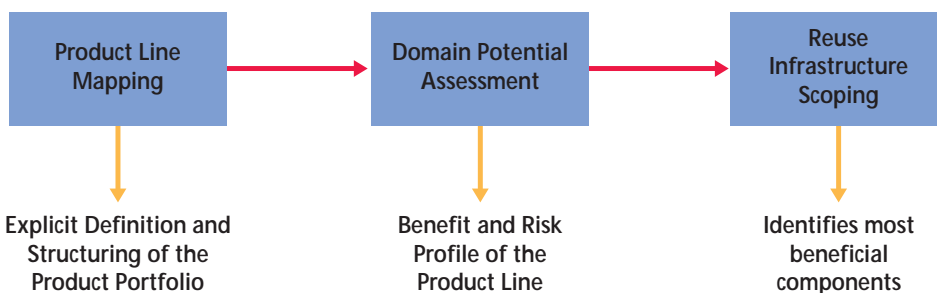 Product Line
Mapping
Domain Potential
Assessment
Reuse
Infrastructure
Scoping
Explicit Definition and
Structuring of the
Product Portfolio
Benefit and Risk
Profile of the
Product Line
Identifies most
beneficial
components